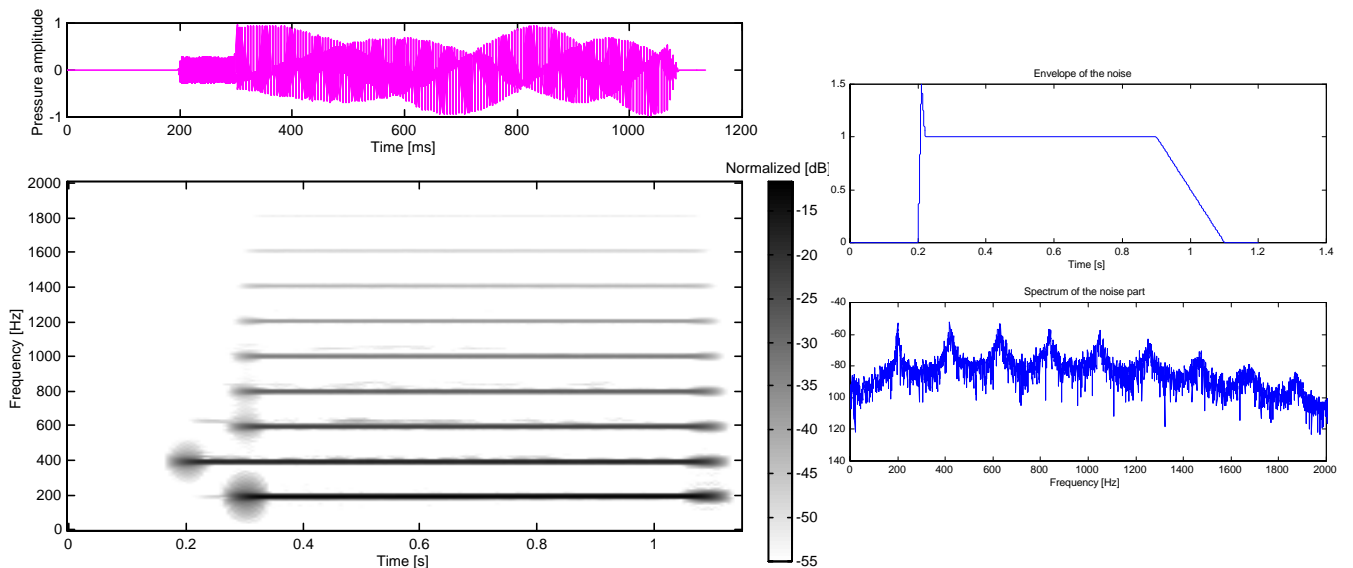 1
0
-1
Pressure amplitude
0 200 400 600 800 1000 1200
Time [ms]
Normalized [dB]
2000
1800
1600
1400
1200
1000
800
600
400
200
0
Frequency [Hz]
0 0.2 0.4 0.6 0.8 1
Time [s]
-15
-20
-25
-30
-35
-40
-45
-50
-55
Envelope of the noise
1.5
1
0.5
0
0 0.2 0.4 0.6 0.8 1 1.2 1.4
Time [s]
Spectrum of the noise part
-40
-60
-80
100
120
140
0 200 400 600 800 1000 1200 1400 1600 1800 2000
Frequency [Hz]